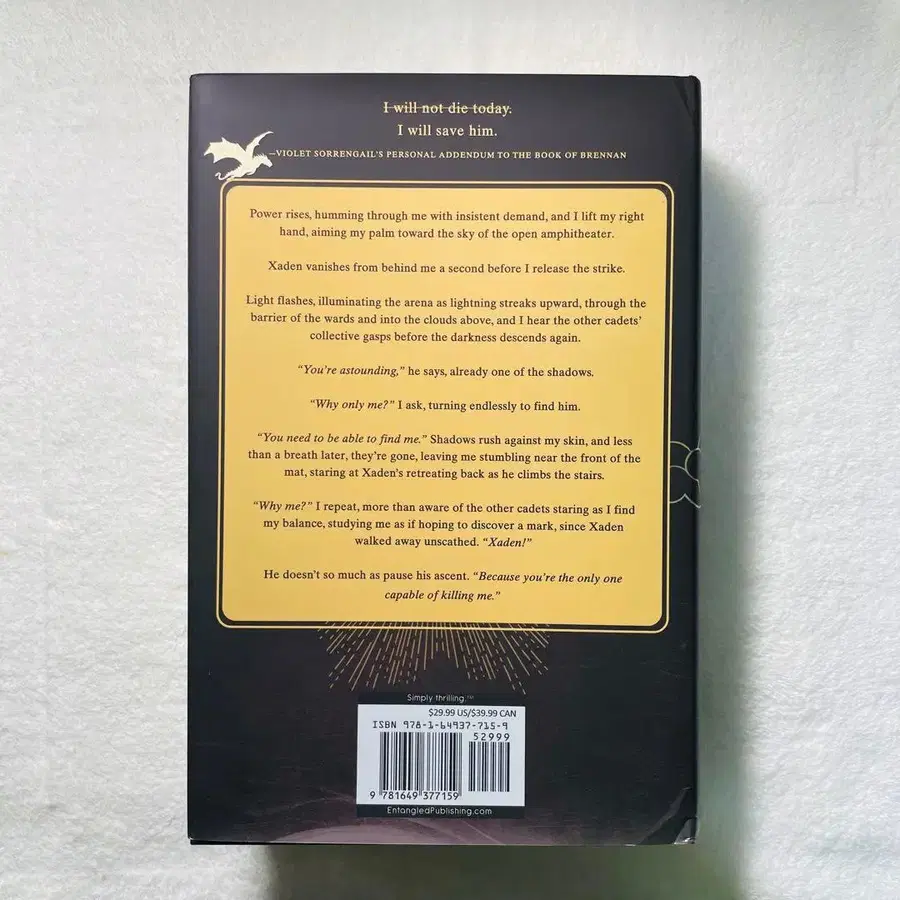 I will not die today.
I will save him.
—VIOLET SORRENGAIL'S PERSONAL ADDENDUM TO THE BOOK OF BRENNAN
Power rises, humming through me with insistent demand, and I lift my right
hand, aiming my palm toward the sky of the open amphitheater.
Xaden vanishes from behind me a second before I release the strike.
Light flashes, illuminating the arena as lightning streaks upward, through the
barrier of the wards and into the clouds above, and I hear the other cadets'
collective gasps before the darkness descends again.
“You're astounding,” he says, already one of the shadows.
“Why only me?” I ask, turning endlessly to find him.
“You need to be able to find me.” Shadows rush against my skin, and less
than a breath later, they're gone, leaving me stumbling near the front of the
mat, staring at Xaden's retreating back as he climbs the stairs.
“Why me?” I repeat, more than aware of the other cadets staring as I find
my balance, studying me as if hoping to discover a mark, since Xaden
walked away unscathed. “Xaden!”
He doesn't so much as pause his ascent. “Because you're the only one
capable of killing me.”
Simply thrilling.™
$29.99 US/$39.99 CAN
ISBN 978-1-64937-715-9
52999
9 781649 377159
EntangledPublishing.com